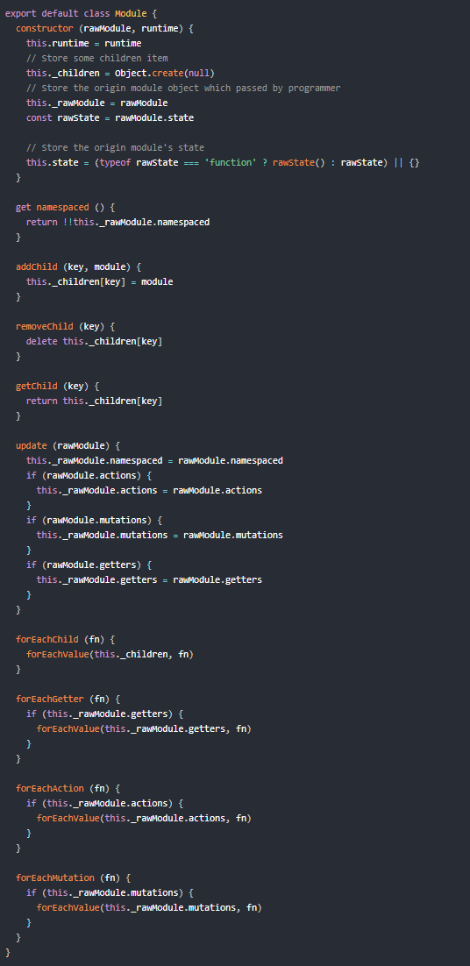 export default class Module {
constructor (rawModule, runtime) {
this.runtime = runtime
// Store some children item
this._children = Object.create(null)
// Store the origin module object which passed by programmer
this._rawModule = rawModule
const rawState = rawModule.state
// Store the origin module's state
this.state = (typeof rawState === 'function' ? rawState() : rawState) || {}
}
get namespaced () {
return !!this._rawModule.namespaced
}
addChild (key, module) {
this._children[key] = module
}
removeChild (key) {
delete this._children[key]
}
getChild (key) {
return this._children[key]
}
update (rawModule) {
this._rawModule.namespaced = rawModule.namespaced
if (rawModule.actions) {
this._rawModule.actions = rawModule.actions
}
if (rawModule.mutations) {
this._rawModule.mutations = rawModule.mutations
}
if (rawModule.getters) {
this._rawModule.getters = rawModule.getters
}
}
forEachChild (fn) {
forEachValue(this._children, fn)
}
forEachGetter (fn) {
if (this._rawModule.getters) {
forEachValue(this._rawModule.getters, fn)
}
}
forEachAction (fn) {
if (this._rawModule.actions) {
forEachValue(this._rawModule.actions, fn)
}
}
forEachMutation (fn) {
if (this._rawModule.mutations) {
forEachValue(this._rawModule.mutations, fn)
}
}
}